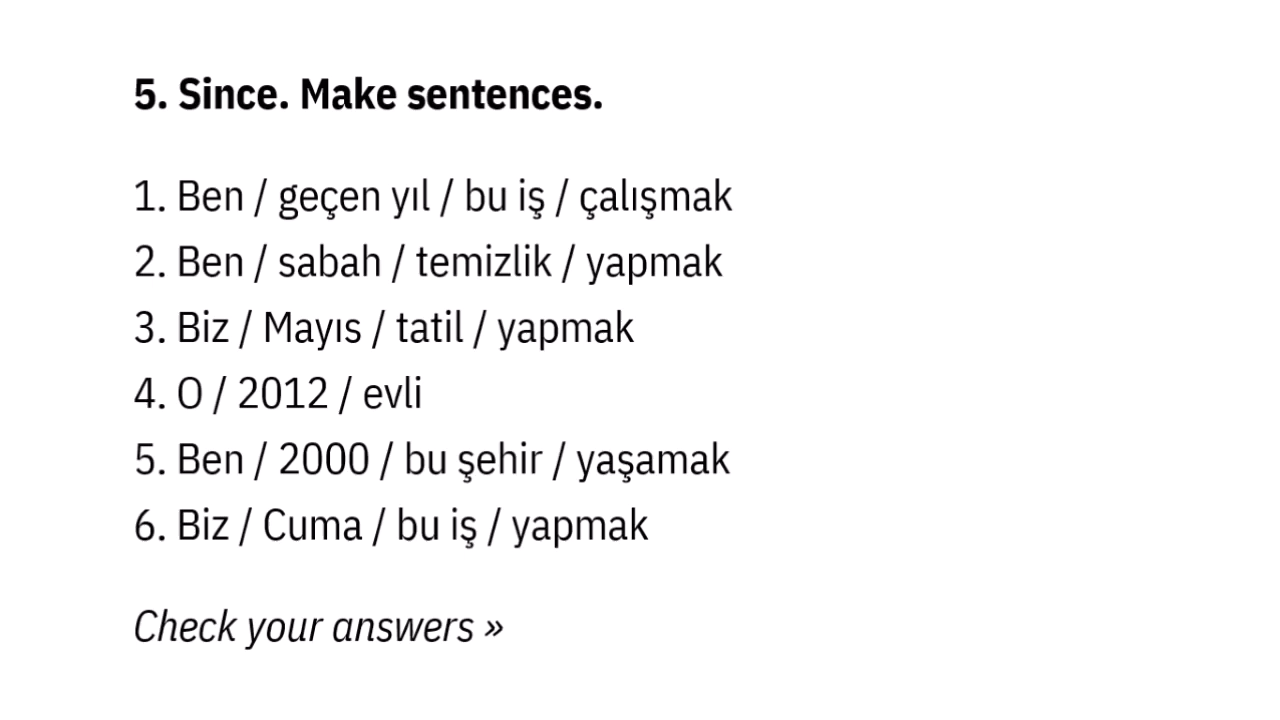 5. Since. Make sentences.
1. Ben / geçen yıl / bu iş / çalışmak
2. Ben / sabah / temizlik / yapmak
3. Biz / Mayıs / tatil / yapmak
4. O / 2012 / evli
5. Ben / 2000 / bu şehir / yaşamak
6. Biz / Cuma / bu iş / yapmak
Check your answers »